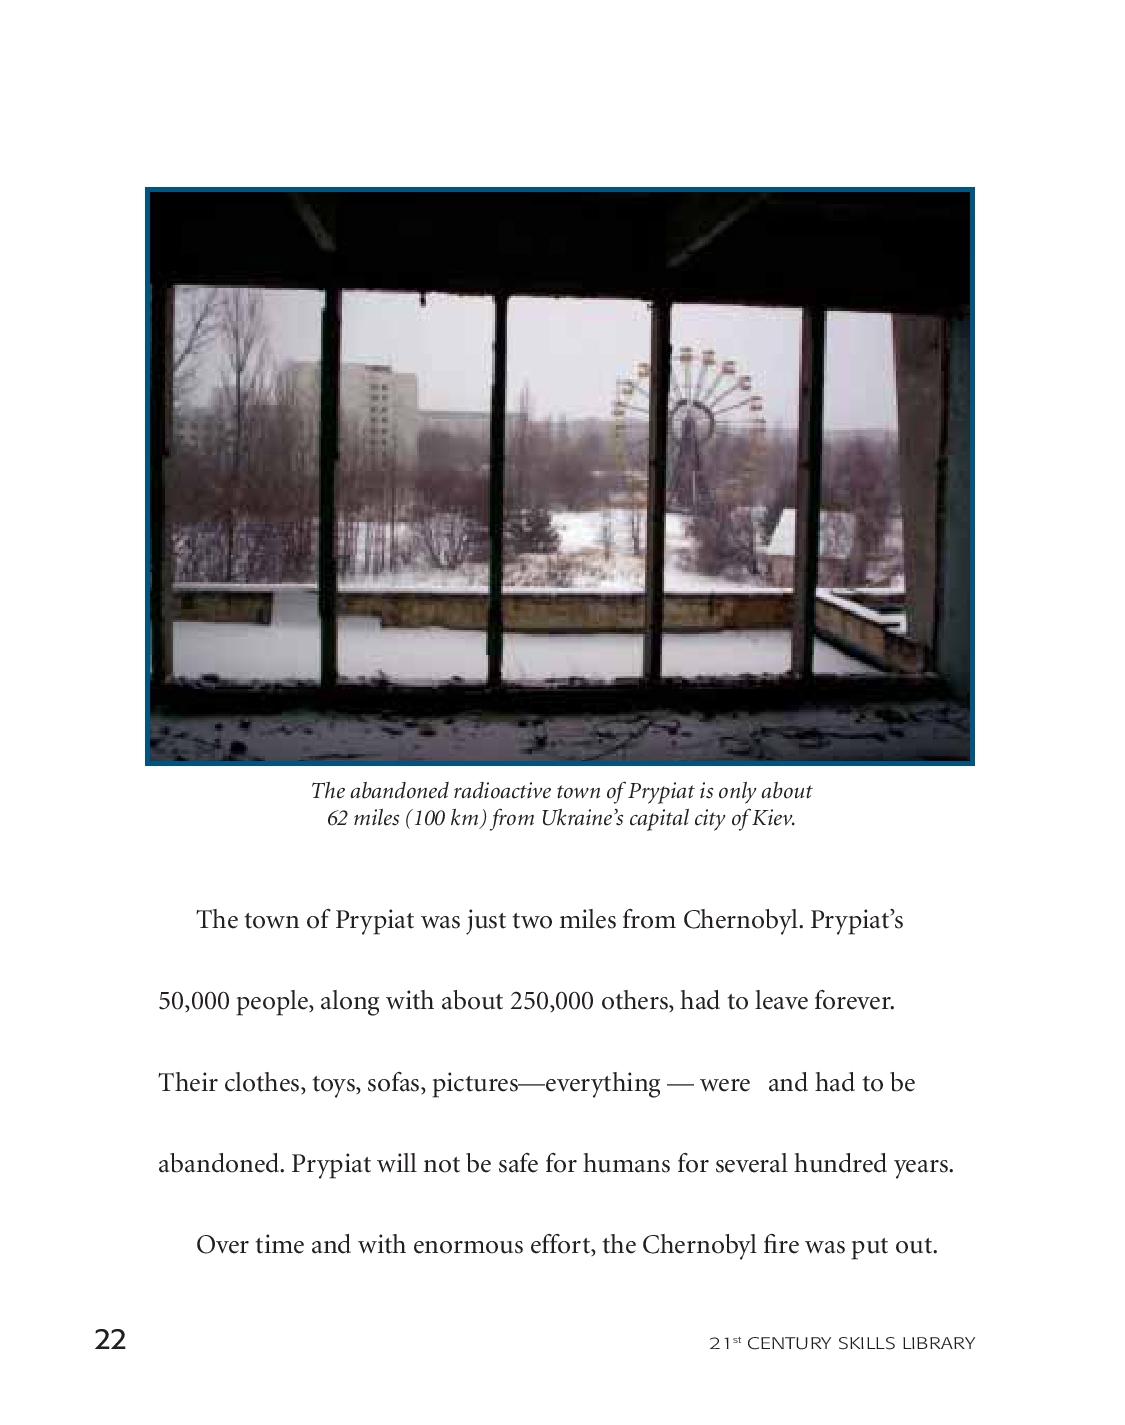 The abandoned radioactive town of Prypiat is only about
62 miles (100 km) from Ukraine’s capital city of Kiev.
The town of Prypiat was just two miles from Chernobyl. Prypiat’s
50,000 people, along with about 250,000 others, had to leave forever.
Their clothes, toys, sofas, pictures—everything — were and had to be
abandoned. Prypiat will not be safe for humans for several hundred years.
Over time and with enormous effort, the Chernobyl fire was put out.
22
21st CENTURY SKILLS LIBRARY